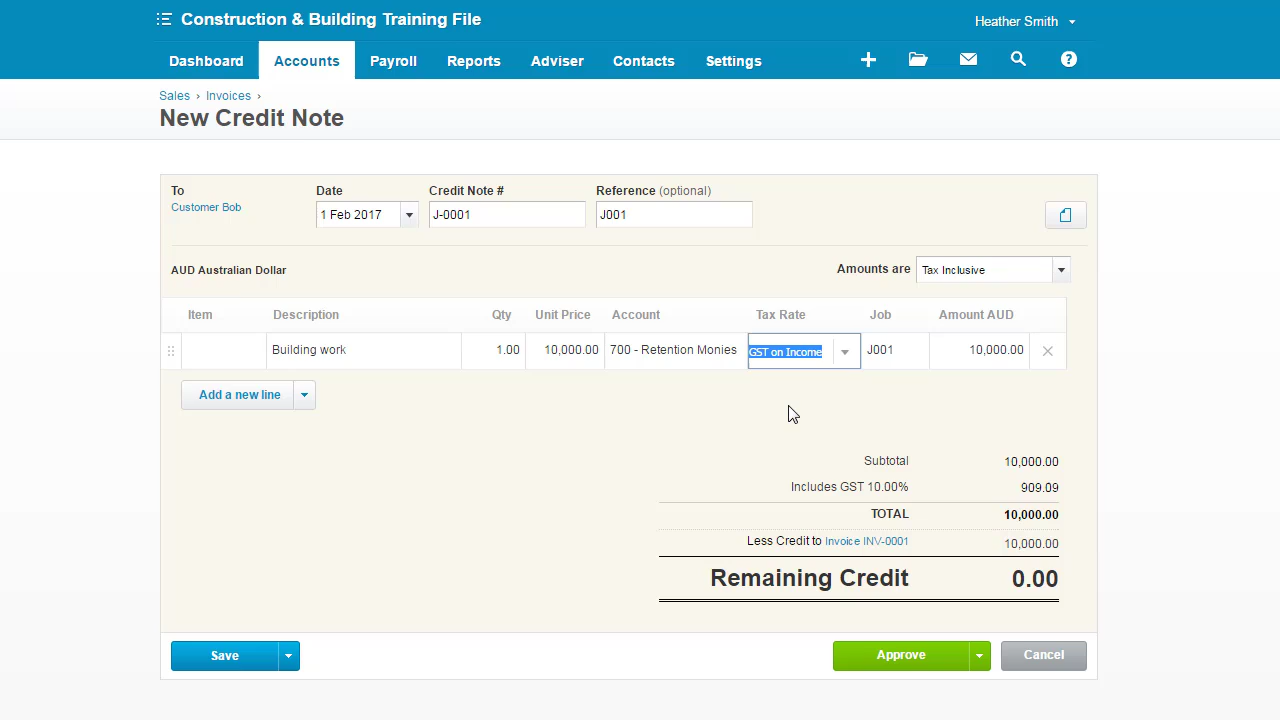 Construction & Building Training File
Heather Smith
Dashboard Accounts Payroll Reports Adviser Contacts Settings
Sales › Invoices ›
New Credit Note
To Date Credit Note # Reference (optional)
Customer Bob 1 Feb 2017 J-0001 J001
AUD Australian Dollar Amounts are Tax Inclusive
Item Description Qty Unit Price Account Tax Rate Job Amount AUD
Building work 1.00 10,000.00 700 - Retention Monies GST on Income J001 10,000.00
Add a new line
Subtotal 10,000.00
Includes GST 10.00% 909.09
TOTAL 10,000.00
Less Credit to Invoice INV-0001 10,000.00
Remaining Credit 0.00
Save Approve Cancel